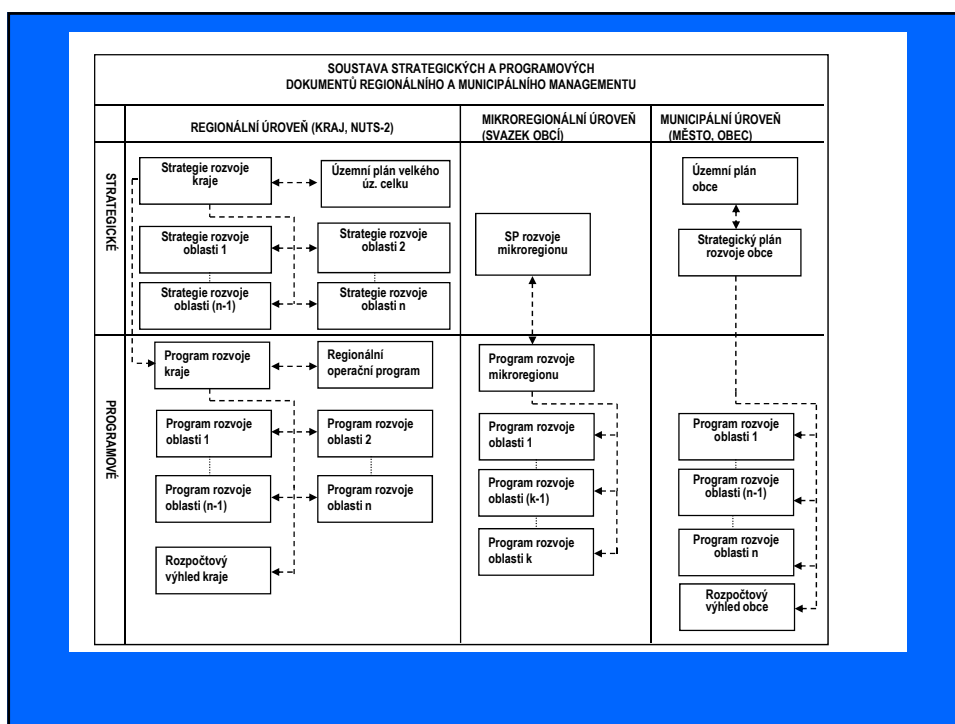 SOUSTAVA STRATEGICKÝCH A PROGRAMOVÝCH
DOKUMENTŮ REGIONÁLNÍHO A MUNICIPÁLNÍHO MANAGEMENTU
REGIONÁLNÍ ÚROVEŇ (KRAJ, NUTS-2)
MIKROREGIONÁLNÍ ÚROVEŇ
(SVAZEK OBCÍ)
MUNICIPÁLNÍ ÚROVEŇ
(MĚSTO, OBEC)
STRATEGICKÉ
Strategie rozvoje
kraje
Územní plán velkého
úz. celku
Strategie rozvoje
oblasti 1
Strategie rozvoje
oblasti 2
Strategie rozvoje
oblasti (n-1)
Strategie rozvoje
oblasti n
SP rozvoje
mikroregionu
Územní plán
obce
Strategický plán
rozvoje obce
PROGRAMOVÉ
Program rozvoje
kraje
Regionální
operační program
Program rozvoje
oblasti 1
Program rozvoje
oblasti 2
Program rozvoje
oblasti (n-1)
Program rozvoje
oblasti n
Rozpočtový
výhled kraje
Program rozvoje
mikroregionu
Program rozvoje
oblasti 1
Program rozvoje
oblasti (k-1)
Program rozvoje
oblasti k
Program rozvoje
oblasti 1
Program rozvoje
oblasti (n-1)
Program rozvoje
oblasti n
Rozpočtový
výhled obce